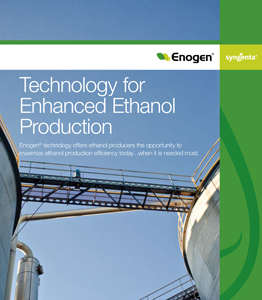 Enogen®
syngenta®
Technology for
Enhanced Ethanol
Production
Enogen® technology offers ethanol producers the opportunity to
maximize ethanol production efficiency today...when it is needed most.